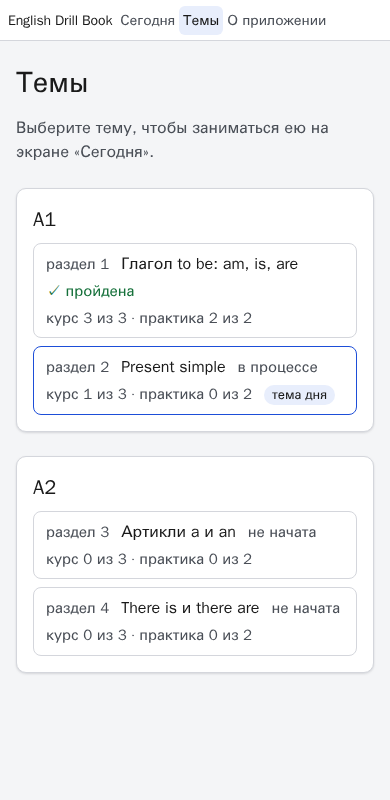 English Drill Book Сегодня Темы О приложении
Темы
Выберите тему, чтобы заниматься ею на
экране «Сегодня».
A1
раздел 1 Глагол to be: am, is, are
✓ пройдена
курс 3 из 3 · практика 2 из 2
раздел 2 Present simple в процессе
курс 1 из 3 · практика 0 из 2 тема дня
A2
раздел 3 Артикли a и an не начата
курс 0 из 3 · практика 0 из 2
раздел 4 There is и there are не начата
курс 0 из 3 · практика 0 из 2